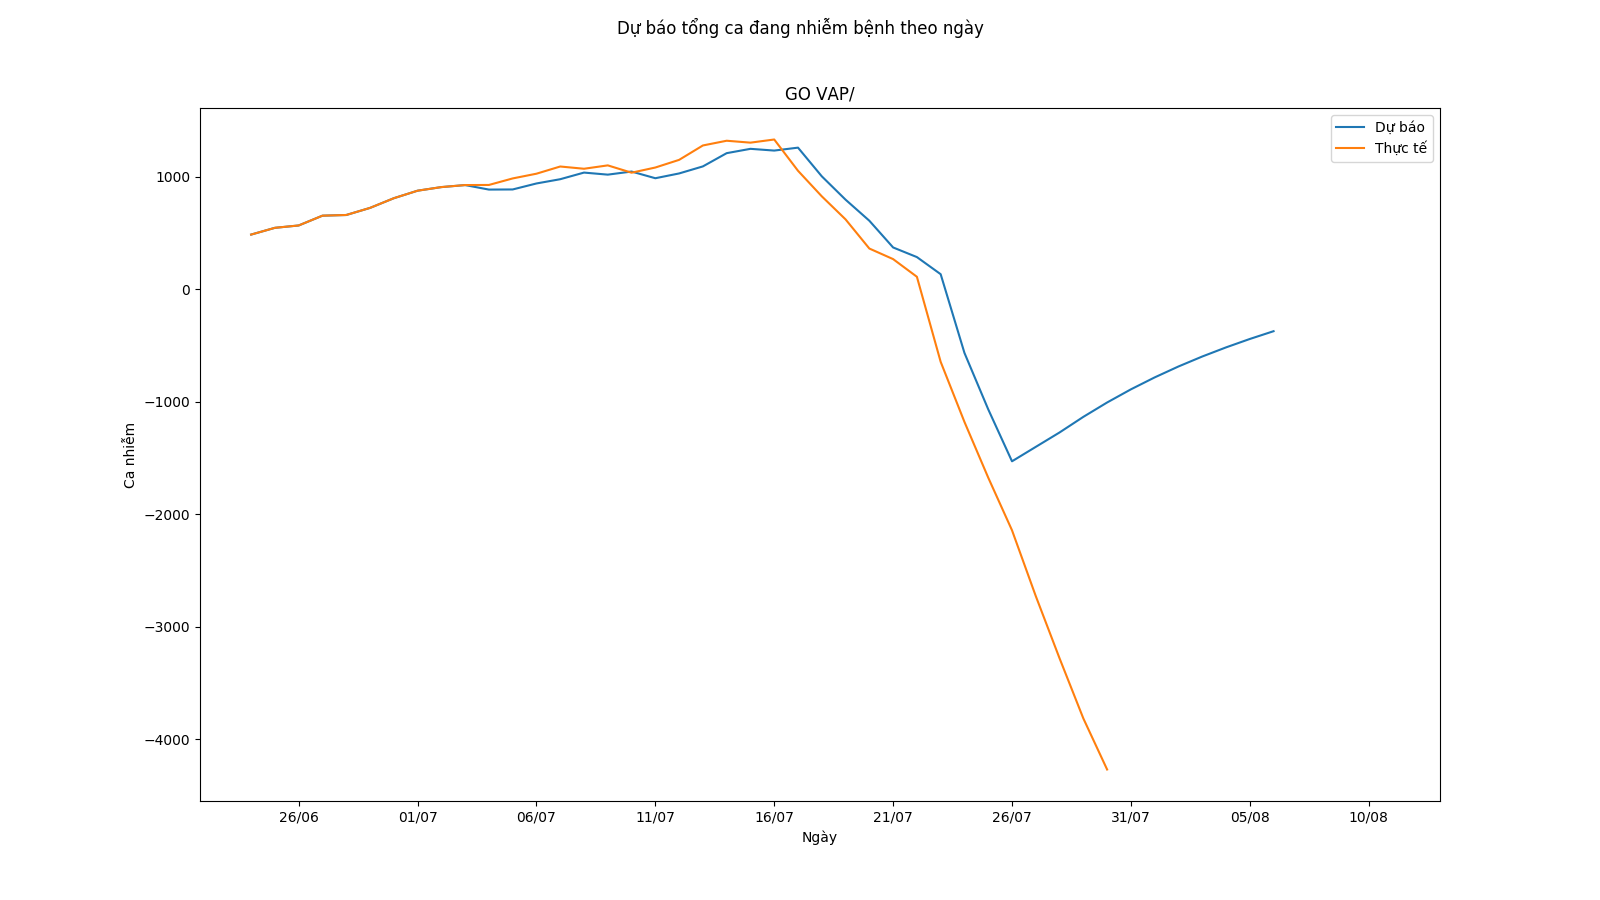 Dự báo tổng ca đang nhiễm bệnh theo ngày
GO VAP/
Dự báo
Thực tế
1000
0
−1000
−2000
−3000
−4000
Ca nhiễm
26/06
01/07
06/07
11/07
16/07
21/07
26/07
31/07
05/08
10/08
Ngày